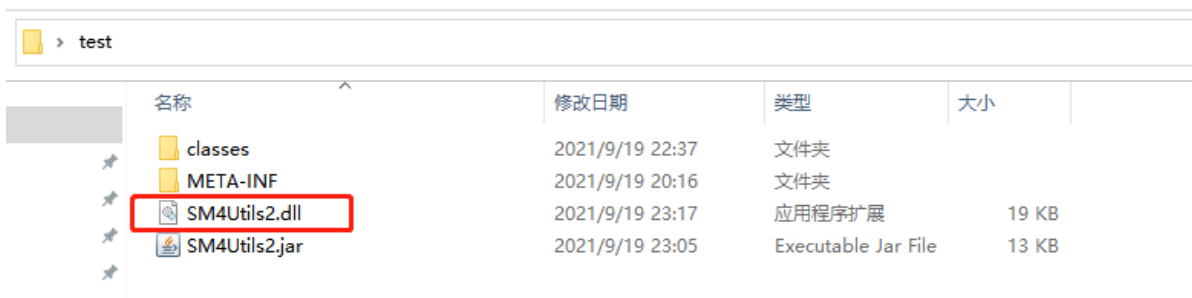 test
名称 修改日期 类型 大小
classes 2021/9/19 22:37 文件夹
META-INF 2021/9/19 20:16 文件夹
SM4Utils2.dll 2021/9/19 23:17 应用程序扩展 19 KB
SM4Utils2.jar 2021/9/19 23:05 Executable Jar File 13 KB